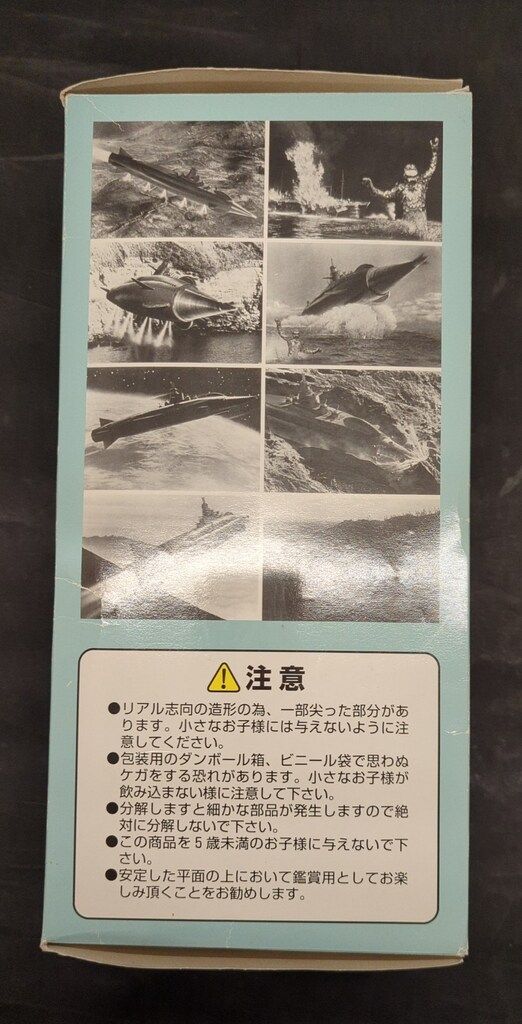 注意
●リアル志向の造形の為、一部尖った部分があ
ります。小さなお子様には与えないように注
意してください。
●包装用のダンボール箱、ビニール袋で思わぬ
ケガをする恐れがあります。小さなお子様が
飲み込まない様に注意して下さい。
●分解しますと細かな部品が発生しますので絶
対に分解しないで下さい。
●この商品を5歳未満のお子様に与えないで下
さい。
●安定した平面の上において鑑賞用としてお楽
しみ頂くことをお勧めします。